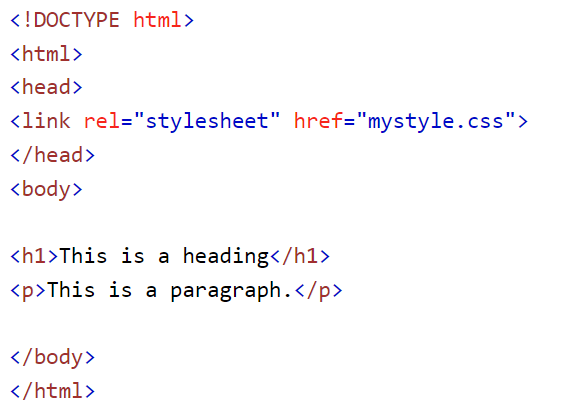 <!DOCTYPE html>
<html>
<head>
<link rel="stylesheet" href="mystyle.css">
</head>
<body>
<h1>This is a heading</h1>
<p>This is a paragraph.</p>
</body>
</html>